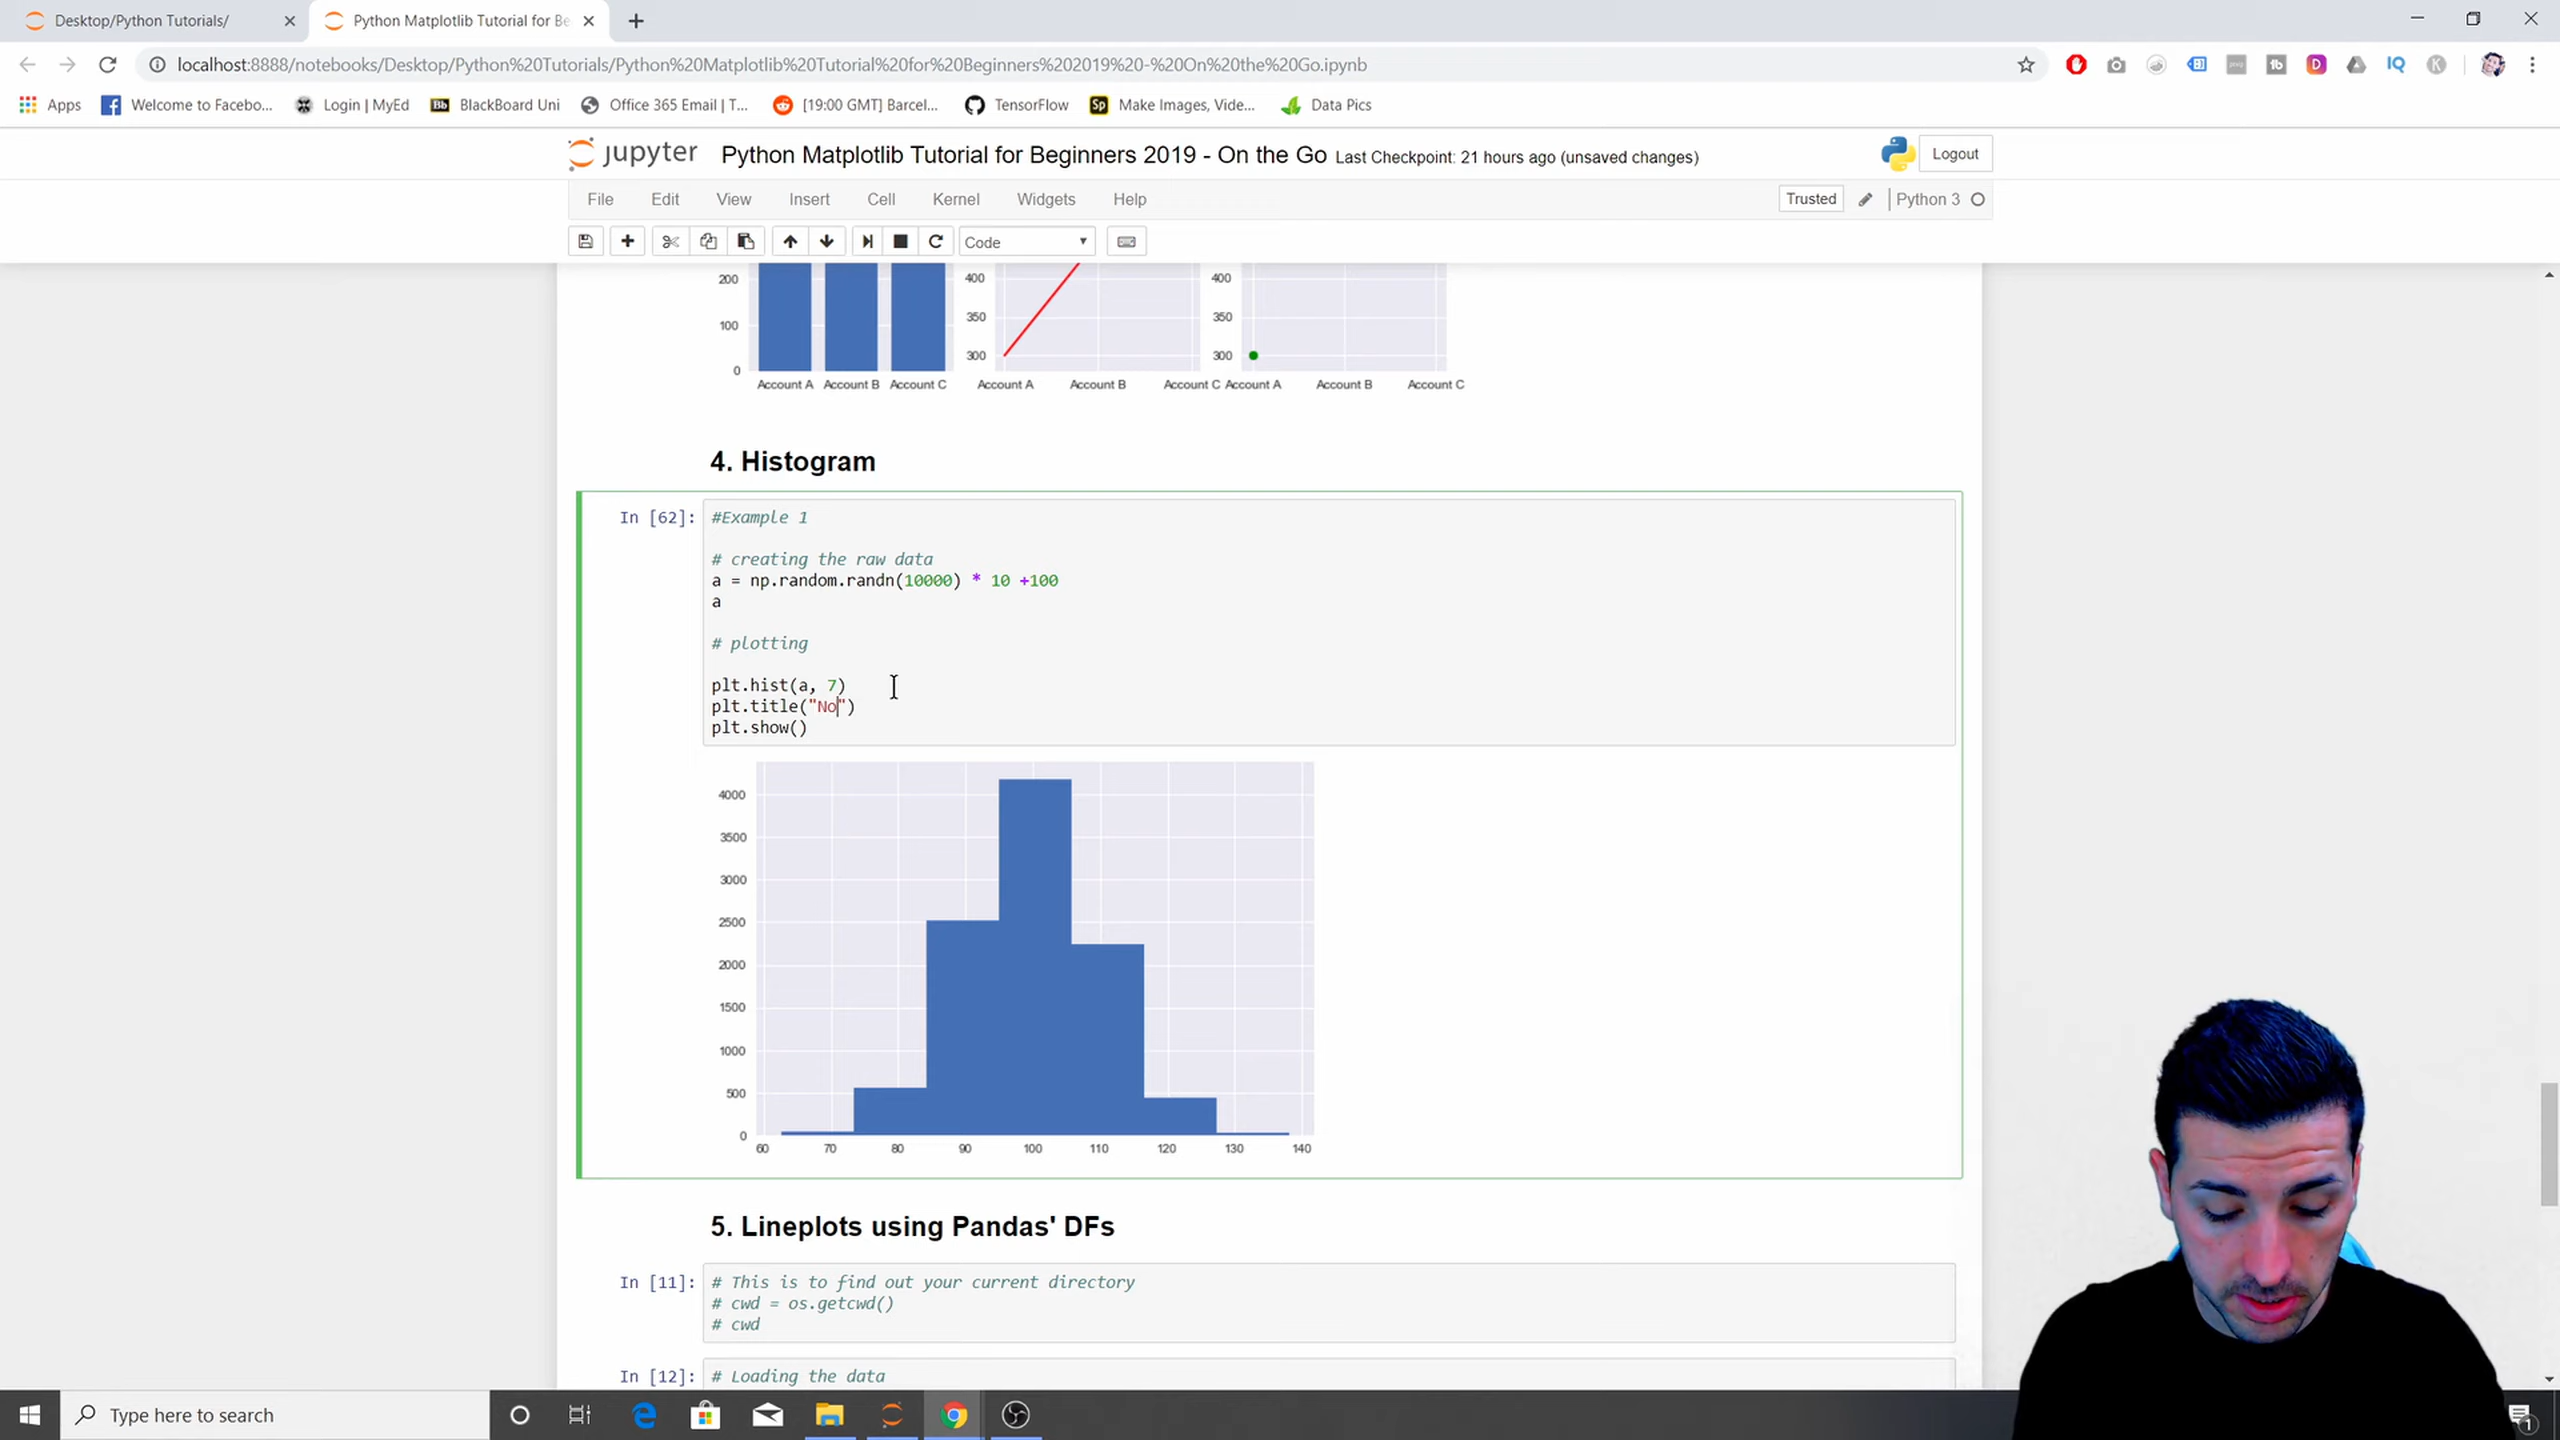 Desktop/Python Tutorials/
Python Matplotlib Tutorial for Be
localhost:8888/notebooks/Desktop/Python%20Tutorials/Python%20Matplotlib%20Tutorial%20for%20Beginners%202019%20-%20On%20the%20Go.ipynb
Apps
Welcome to Facebo...
Login | MyEd
Bb BlackBoard Uni
Office 365 Email | T...
[19:00 GMT] Barcel...
TensorFlow
Sp Make Images, Vide...
Data Pics
jupyter Python Matplotlib Tutorial for Beginners 2019 - On the Go Last Checkpoint: 21 hours ago (unsaved changes)
Logout
File Edit View Insert Cell Kernel Widgets Help
Trusted
Python 3
Code
200 400 400
100 350 350
0 300 300
Account A Account B Account C Account A Account B Account C Account A Account B Account C
4. Histogram
In [62]:
#Example 1
# creating the raw data
a = np.random.randn(10000) * 10 +100
a
# plotting
plt.hist(a, 7)
plt.title("No")
plt.show()
4000
3500
3000
2500
2000
1500
1000
500
0
60 70 80 90 100 110 120 130 140
5. Lineplots using Pandas' DFs
In [11]:
# This is to find out your current directory
# cwd = os.getcwd()
# cwd
In [12]:
# Loading the data
Type here to search
1